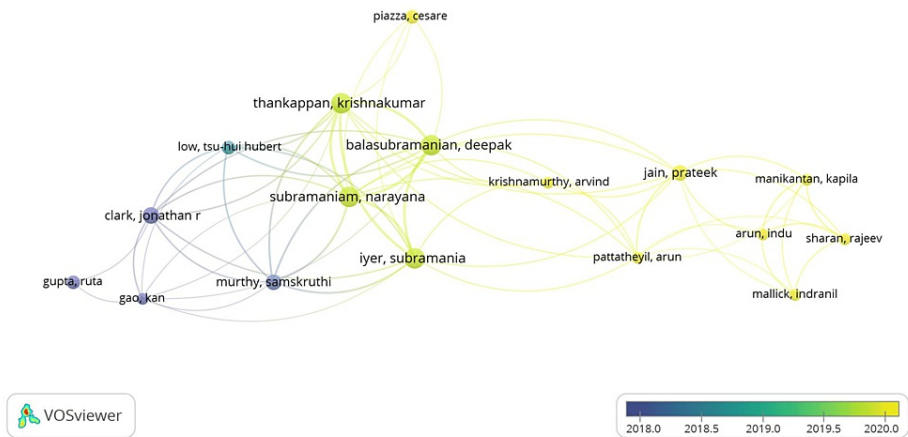 piazza, cesare
thankappan, krishnakumar
low, tsu-hui hubert
balasubramanian, deepak
krishnamurthy, arvind
jain, prateek
manikantan, kapila
subramaniam, narayana
clark, jonathan r
arun, indu
sharan, rajeev
iyer, subramania
pattatheyil, arun
gupta, ruta
murthy, samskruthi
gao, kan
mallick, indranil
VOSviewer
2018.0 2018.5 2019.0 2019.5 2020.0